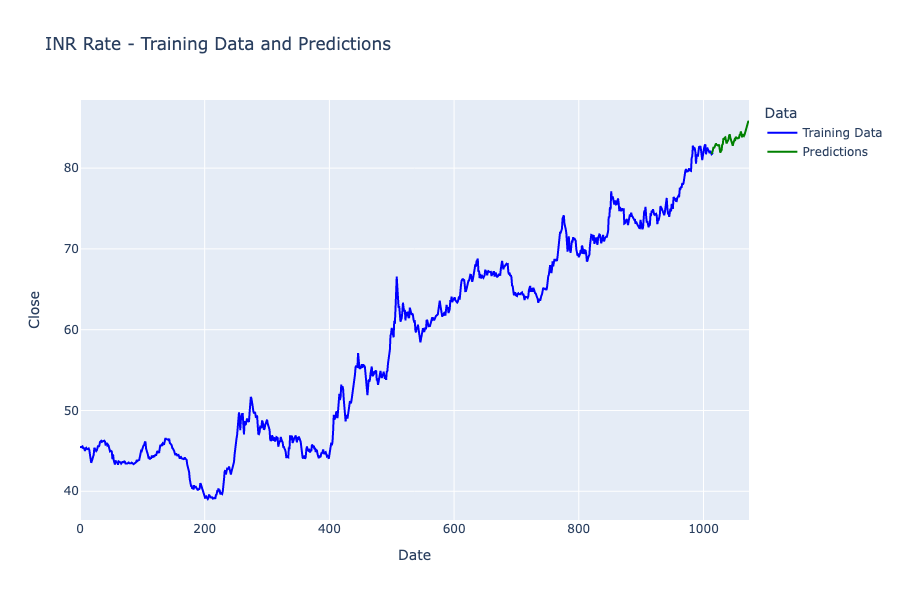 INR Rate - Training Data and Predictions
Data
Training Data
Predictions
Close
80
70
60
50
40
0 200 400 600 800 1000
Date